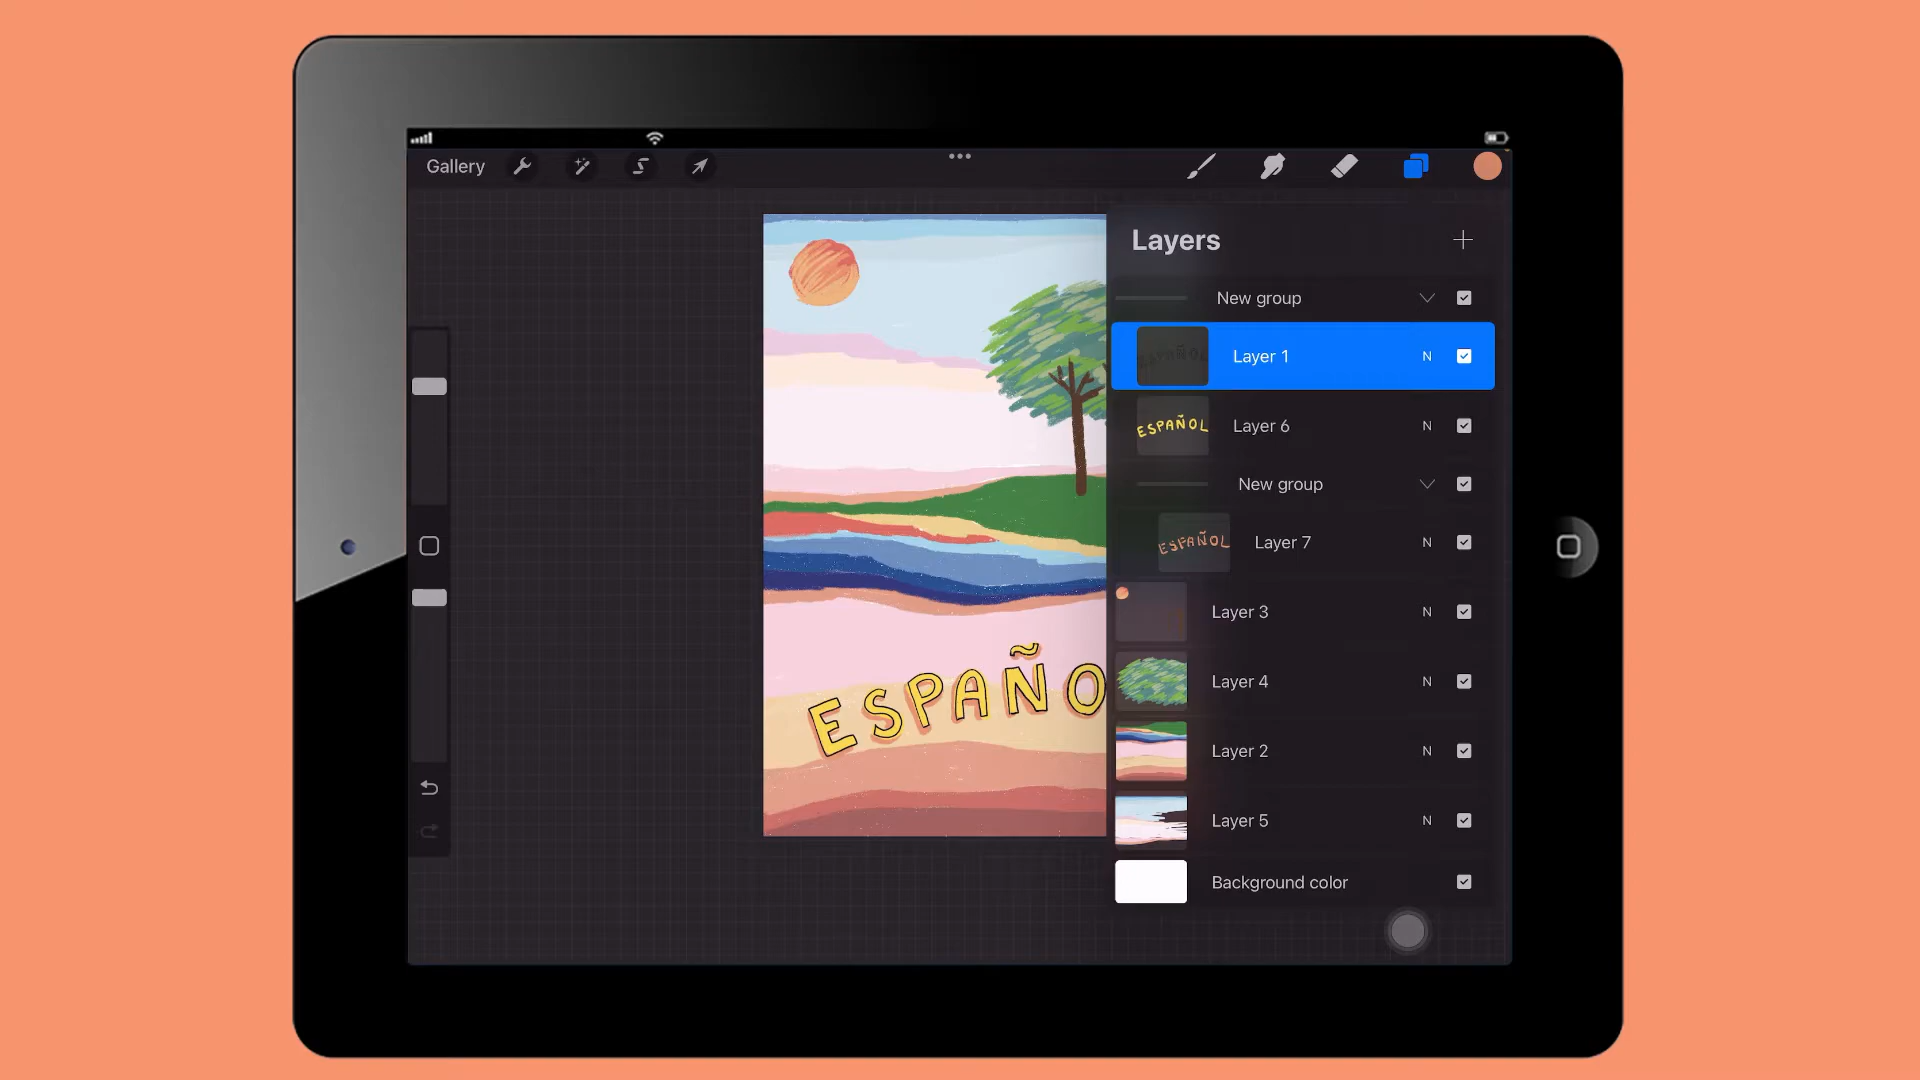 Gallery
Layers
New group
ESPAÑOL
Layer 1
N
ESPAÑOL
Layer 6
N
New group
ESPAÑOL
Layer 7
N
Layer 3
N
Layer 4
N
Layer 2
N
Layer 5
N
Background color
ESPAÑO